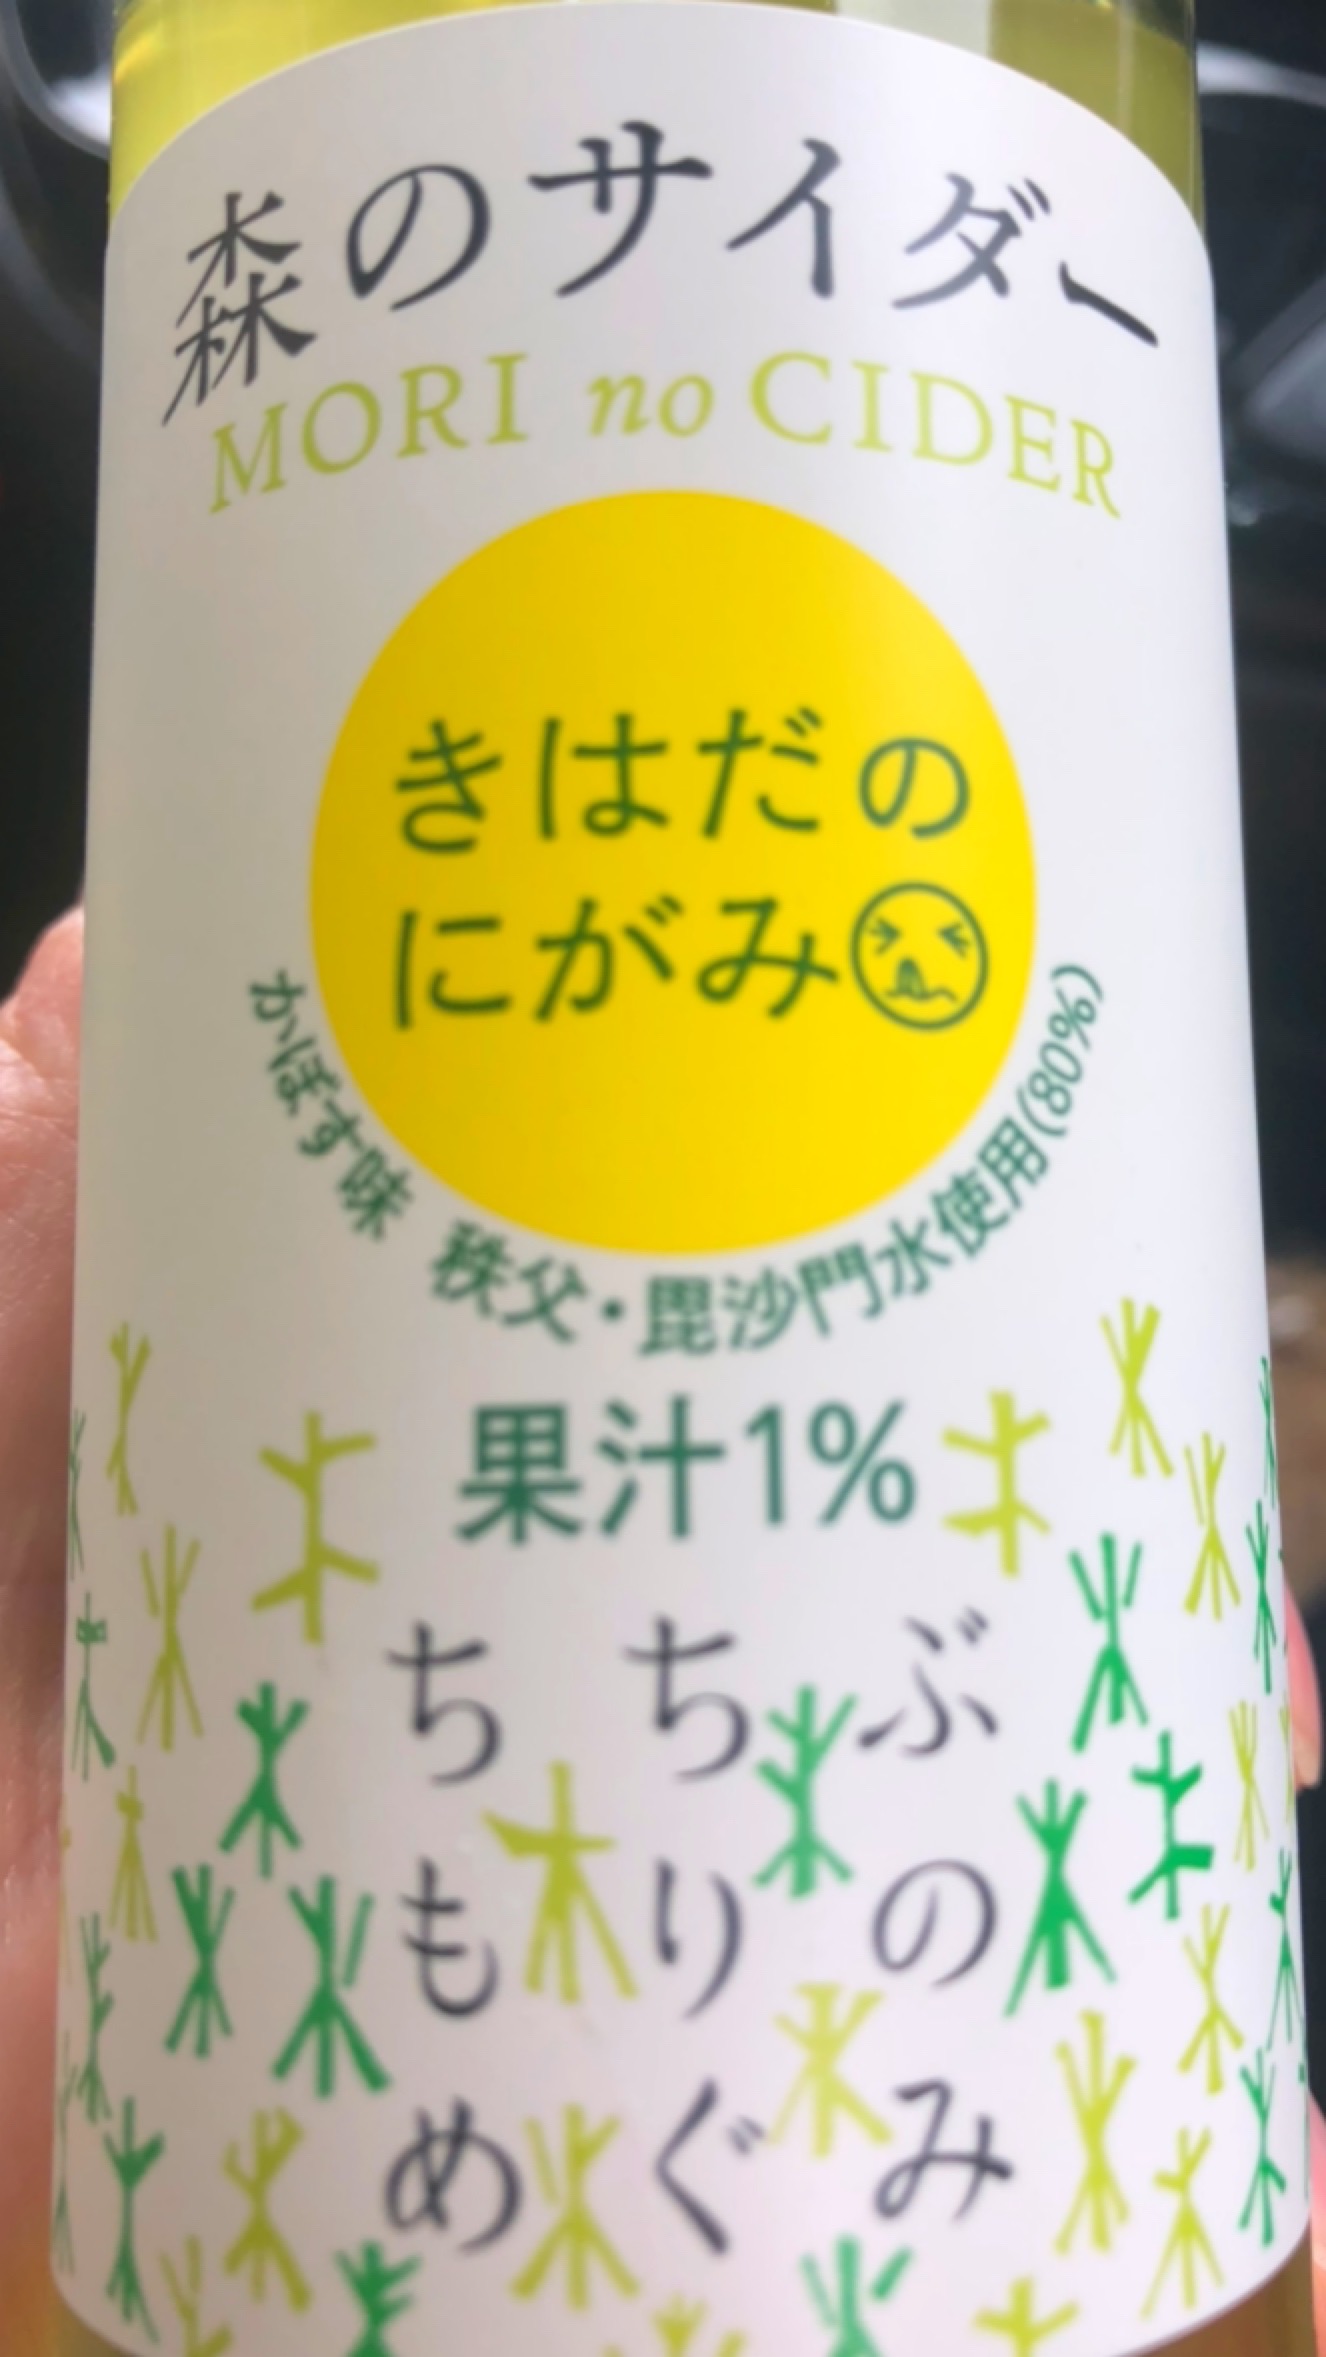 森のサイダー
MORI no CIDER
きはだの
にがみ
かぼす味 秩父・毘沙門水使用(80%)
果汁1%
ちちぶ
もりの
めぐみ